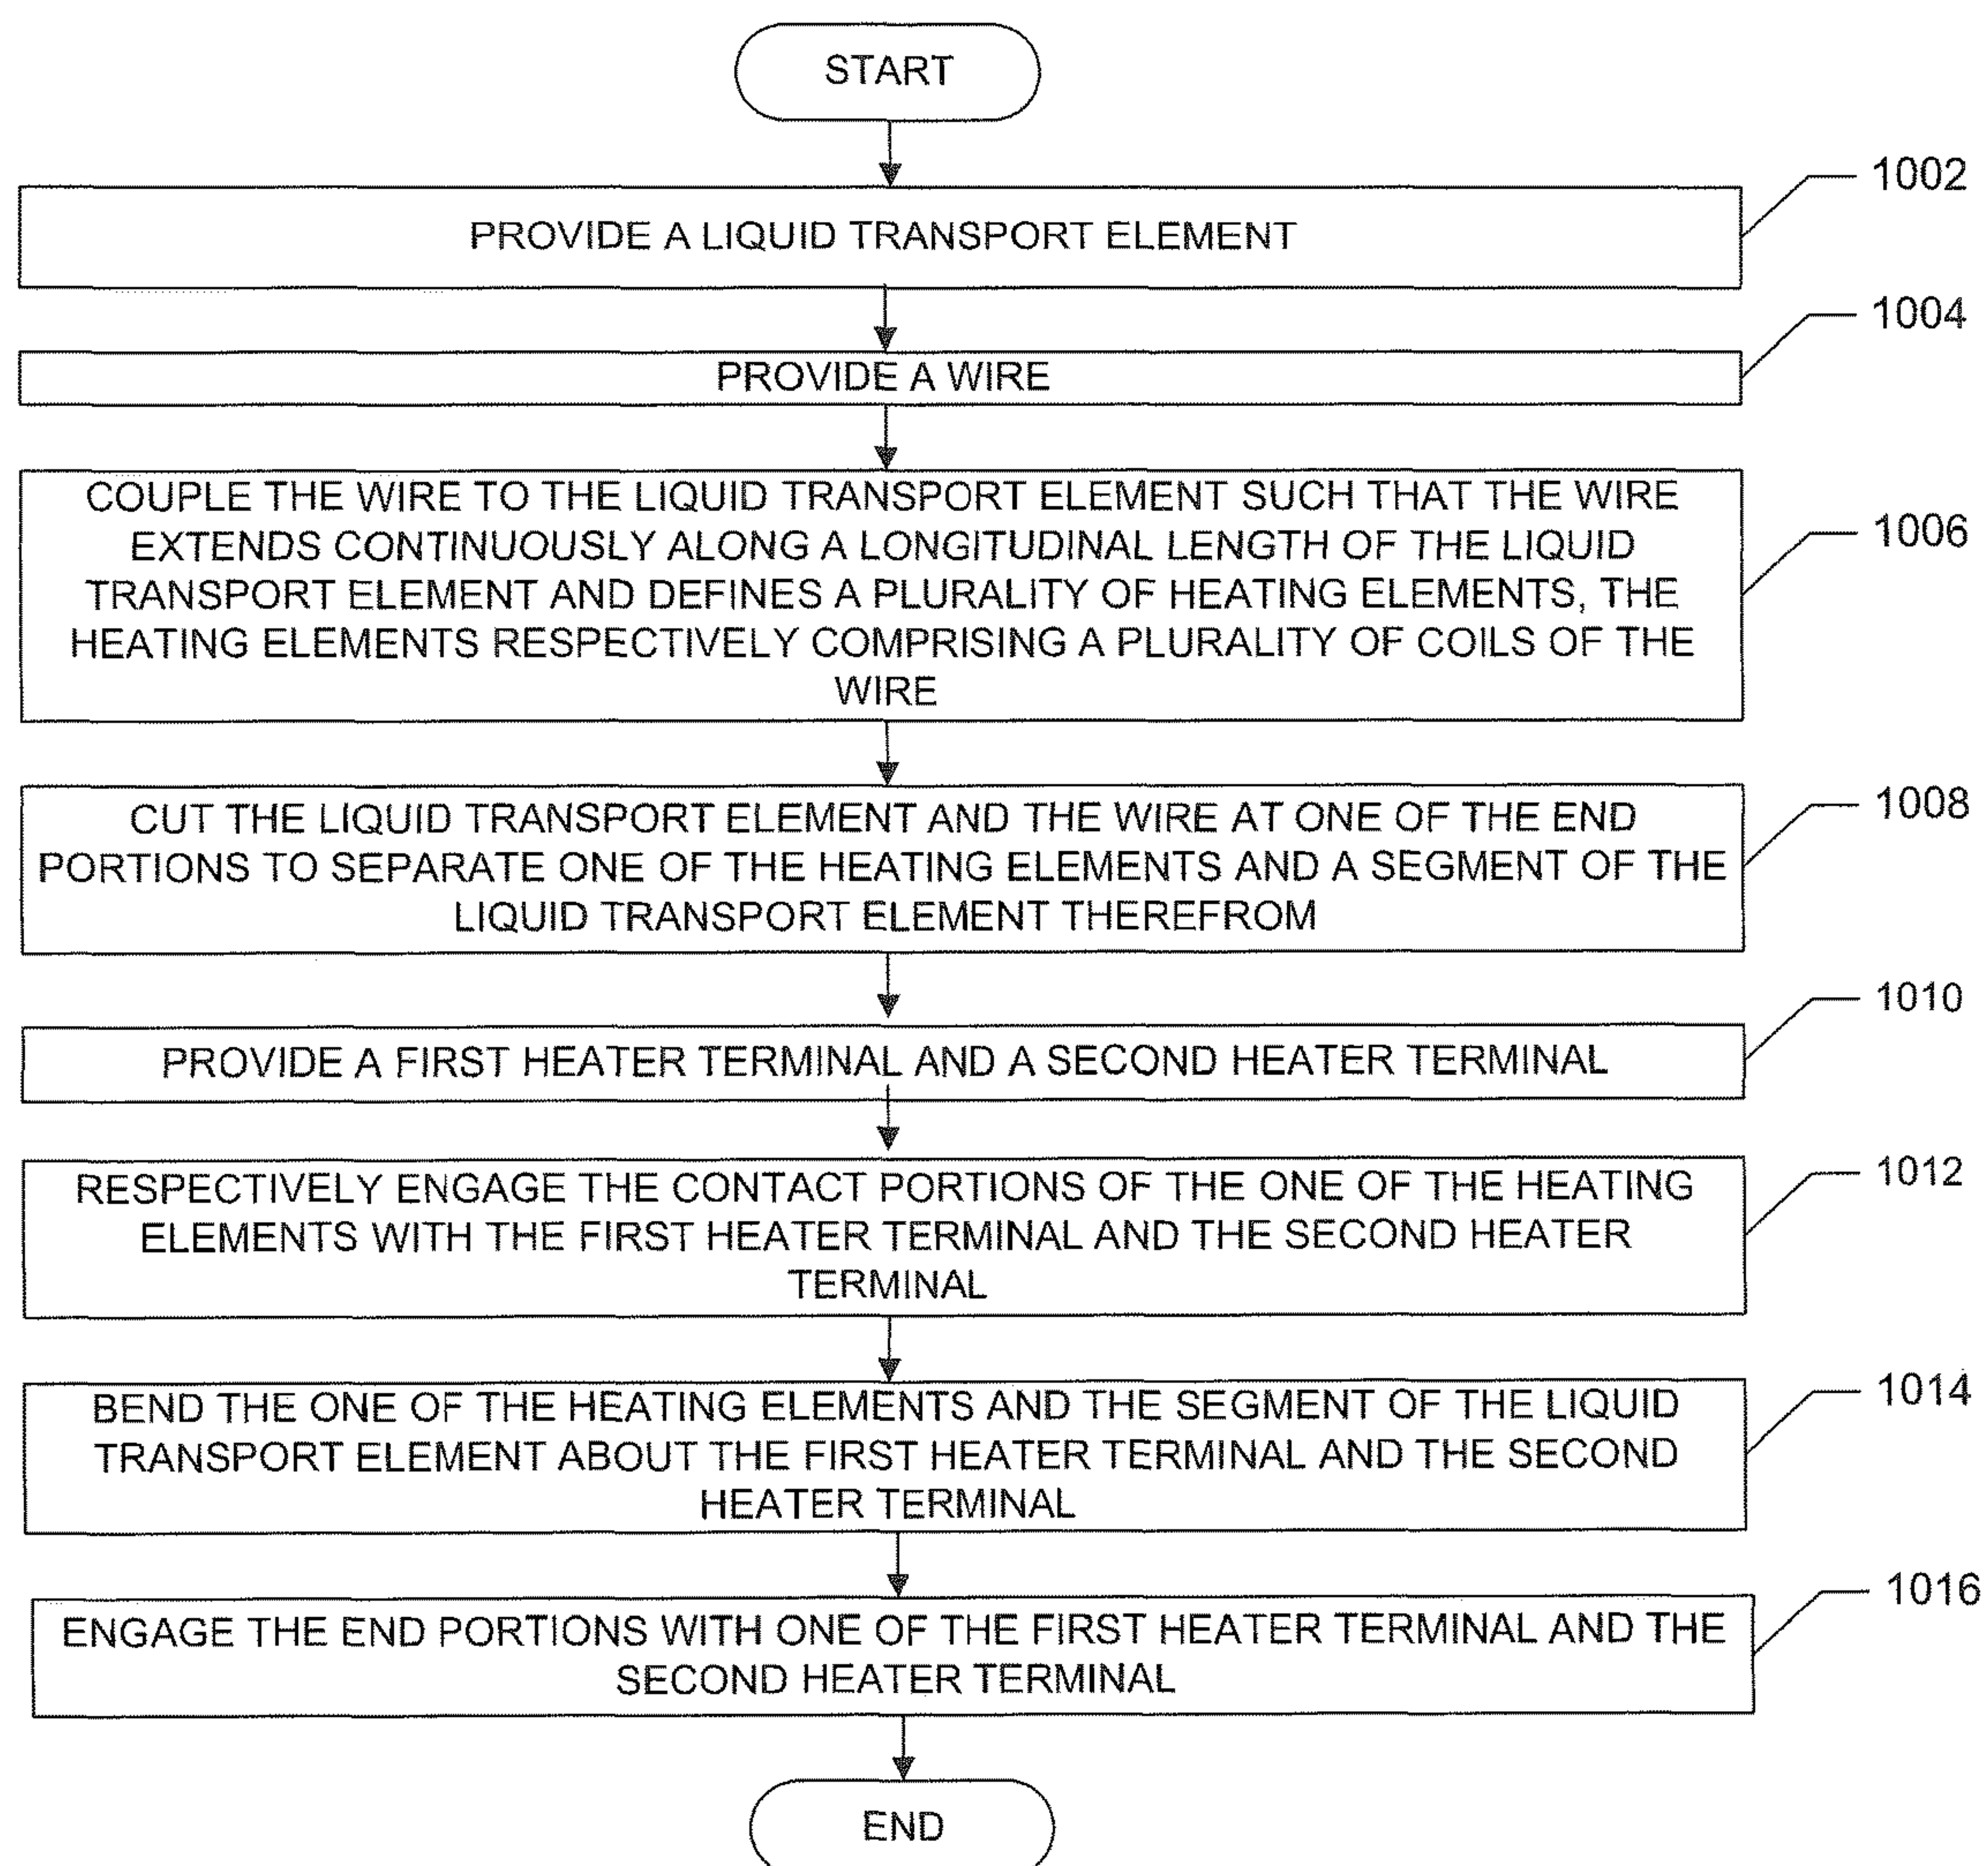 START
1002
PROVIDE A LIQUID TRANSPORT ELEMENT
1004
PROVIDE A WIRE
COUPLE THE WIRE TO THE LIQUID TRANSPORT ELEMENT SUCH THAT THE WIRE
EXTENDS CONTINUOUSLY ALONG A LONGITUDINAL LENGTH OF THE LIQUID
TRANSPORT ELEMENT AND DEFINES A PLURALITY OF HEATING ELEMENTS, THE
HEATING ELEMENTS RESPECTIVELY COMPRISING A PLURALITY OF COILS OF THE
WIRE
1006
CUT THE LIQUID TRANSPORT ELEMENT AND THE WIRE AT ONE OF THE END
PORTIONS TO SEPARATE ONE OF THE HEATING ELEMENTS AND A SEGMENT OF THE
LIQUID TRANSPORT ELEMENT THEREFROM
1008
1010
PROVIDE A FIRST HEATER TERMINAL AND A SECOND HEATER TERMINAL
RESPECTIVELY ENGAGE THE CONTACT PORTIONS OF THE ONE OF THE HEATING
ELEMENTS WITH THE FIRST HEATER TERMINAL AND THE SECOND HEATER
TERMINAL
1012
BEND THE ONE OF THE HEATING ELEMENTS AND THE SEGMENT OF THE LIQUID
TRANSPORT ELEMENT ABOUT THE FIRST HEATER TERMINAL AND THE SECOND
HEATER TERMINAL
1014
1016
ENGAGE THE END PORTIONS WITH ONE OF THE FIRST HEATER TERMINAL AND THE
SECOND HEATER TERMINAL
END